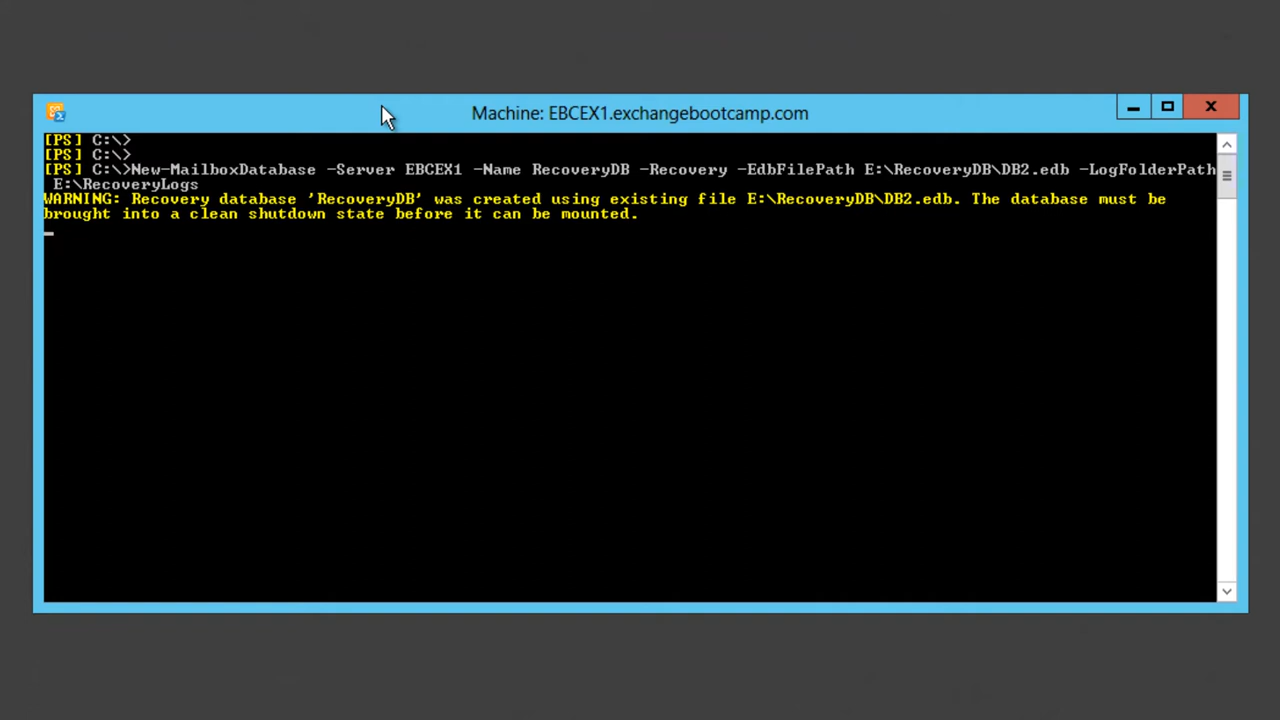 Machine: EBCEX1.exchangebootcamp.com
[PS] C:\>
[PS] C:\>
[PS] C:\>New-MailboxDatabase -Server EBCEX1 -Name RecoveryDB -Recovery -EdbFilePath E:\RecoveryDB\DB2.edb -LogFolderPath
 E:\RecoveryLogs
WARNING: Recovery database 'RecoveryDB' was created using existing file E:\RecoveryDB\DB2.edb. The database must be
brought into a clean shutdown state before it can be mounted.